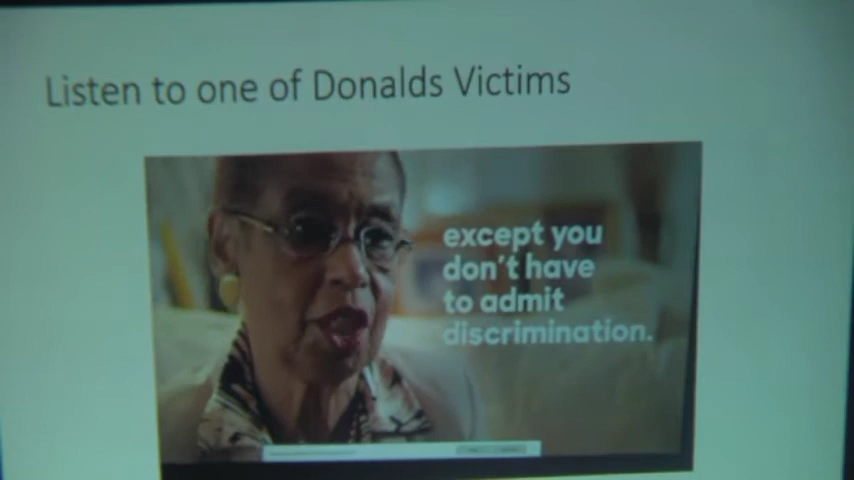 Listen to one of Donalds Victims
except you
don't have
to admit
discrimination.